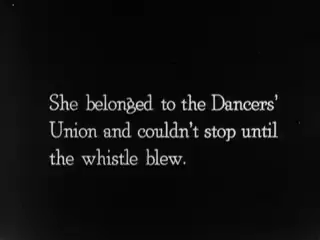 She belonged to the Dancers'
Union and couldn't stop until
the whistle blew.